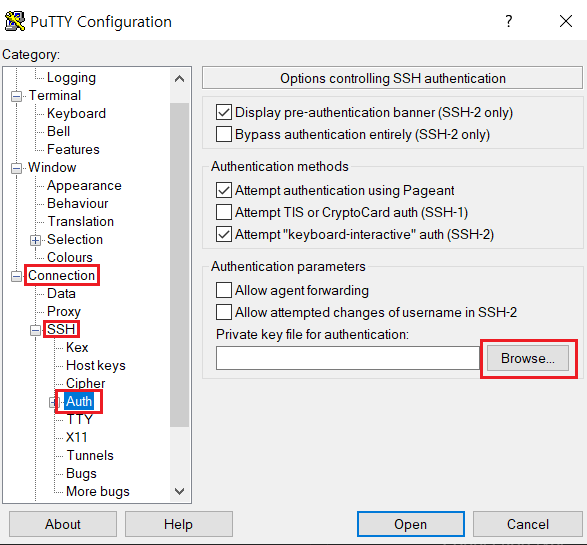 PuTTY Configuration
Category:
Logging
Terminal
Keyboard
Bell
Features
Window
Appearance
Behaviour
Translation
Selection
Colours
Connection
Data
Proxy
SSH
Kex
Host keys
Cipher
Auth
TTY
X11
Tunnels
Bugs
More bugs
Options controlling SSH authentication
Display pre-authentication banner (SSH-2 only)
Bypass authentication entirely (SSH-2 only)
Authentication methods
Attempt authentication using Pageant
Attempt TIS or CryptoCard auth (SSH-1)
Attempt "keyboard-interactive" auth (SSH-2)
Authentication parameters
Allow agent forwarding
Allow attempted changes of username in SSH-2
Private key file for authentication:
Browse...
About
Help
Open
Cancel